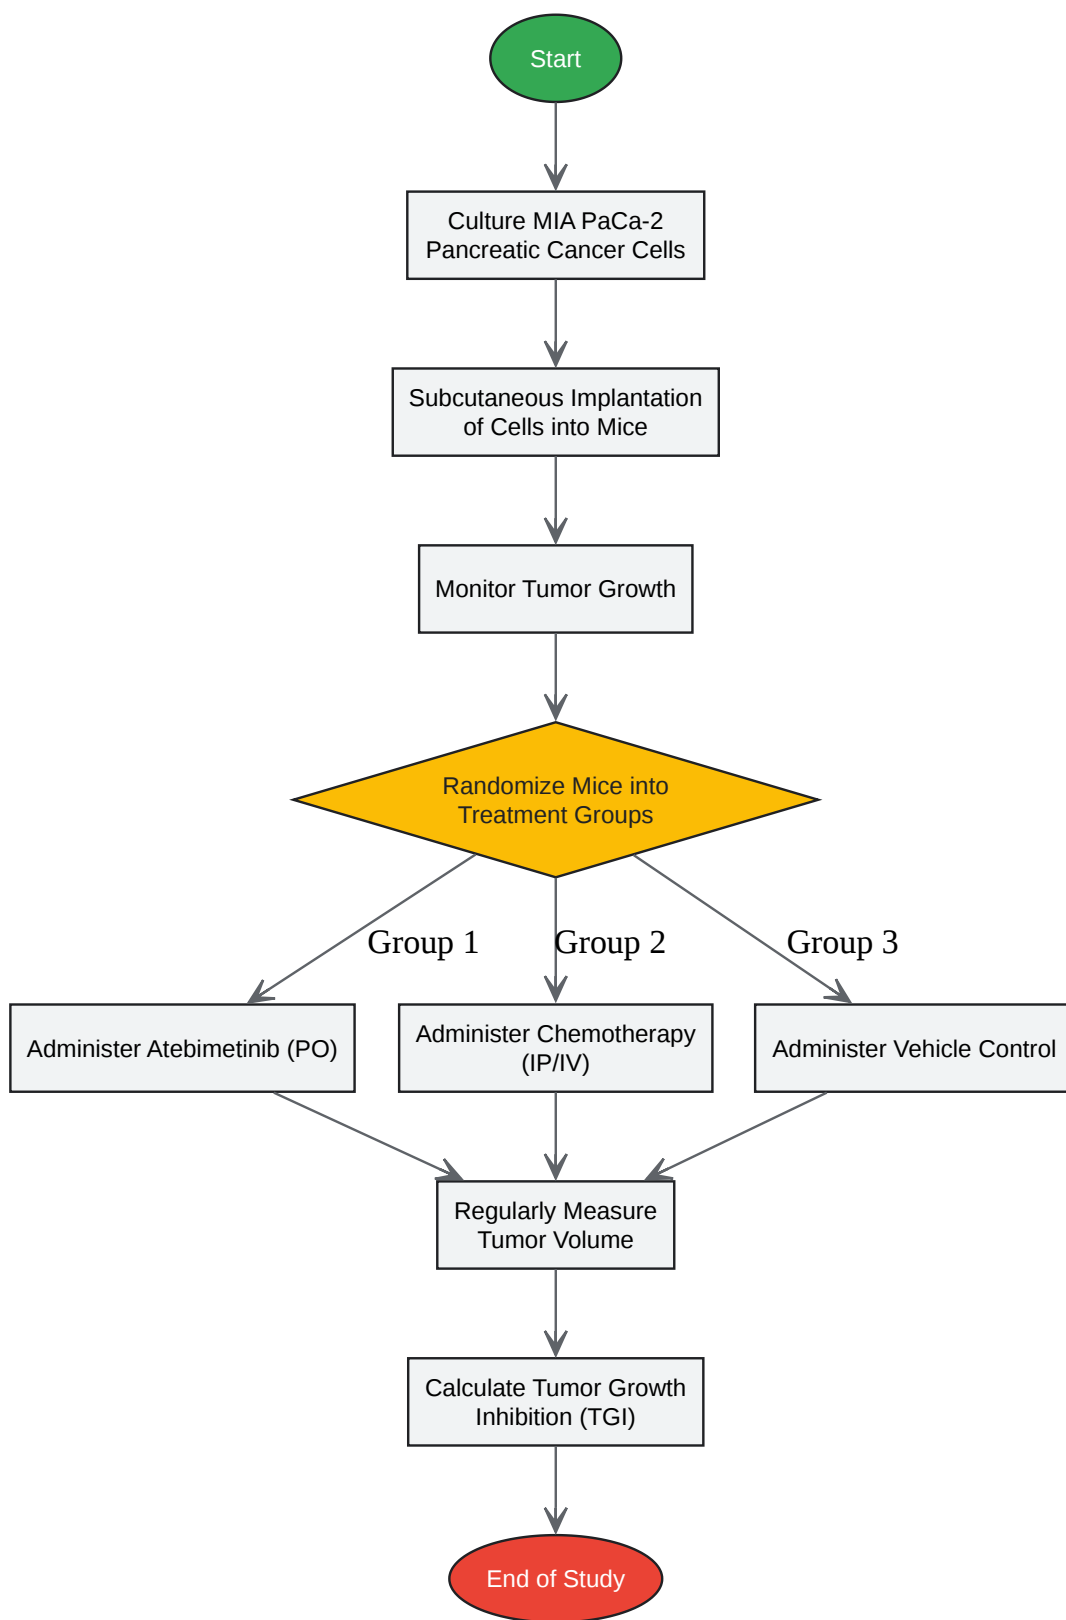 Start
Culture MIA PaCa-2
Pancreatic Cancer Cells
Subcutaneous Implantation
of Cells into Mice
Monitor Tumor Growth
Randomize Mice into
Treatment Groups
Group 1
Group 2
Group 3
Administer Atebimetinib (PO)
Administer Chemotherapy
(IP/IV)
Administer Vehicle Control
Regularly Measure
Tumor Volume
Calculate Tumor Growth
Inhibition (TGI)
End of Study